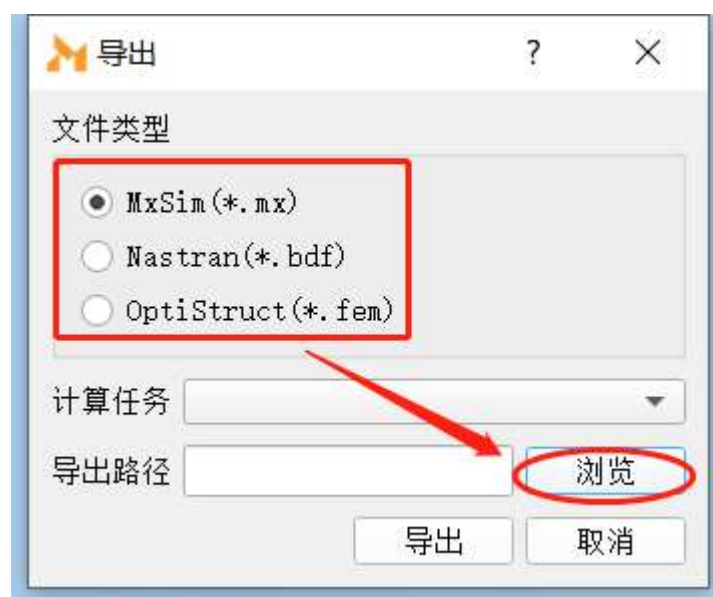 导出 ? ×
文件类型
MxSim(*.mx)
Nastran(*.bdf)
OptiStruct(*.fem)
计算任务
导出路径 浏览
导出 取消